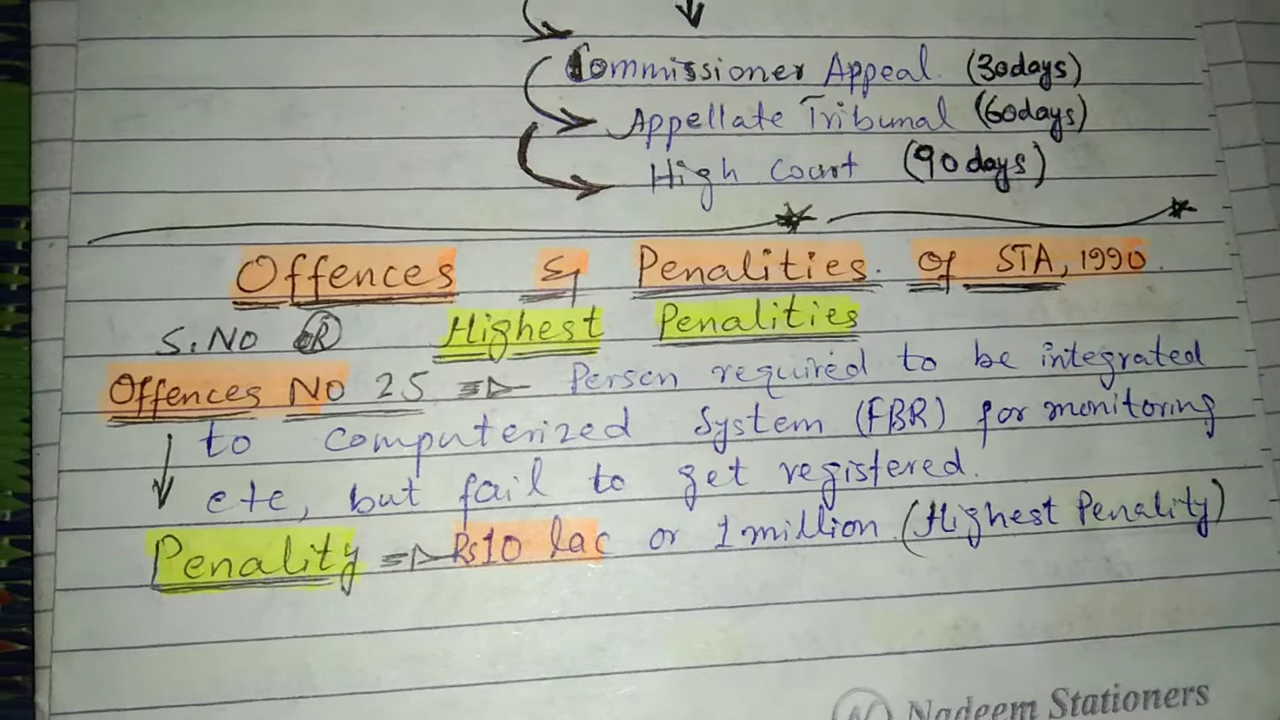 Commissioner Appeal. (30days)
Appellate Tribunal (60days)
High Court (90 days)
Offences & Penalities. Of STA, 1990.
S.NO R Highest Penalities
Offences NO 25 ⇒ Person required to be integrated
to computerized System (FBR) for monitoring
etc, but fail to get registered.
Penality ⇒ Rs10 lac or 1 million (Highest Penality)
Nadeem Stationers